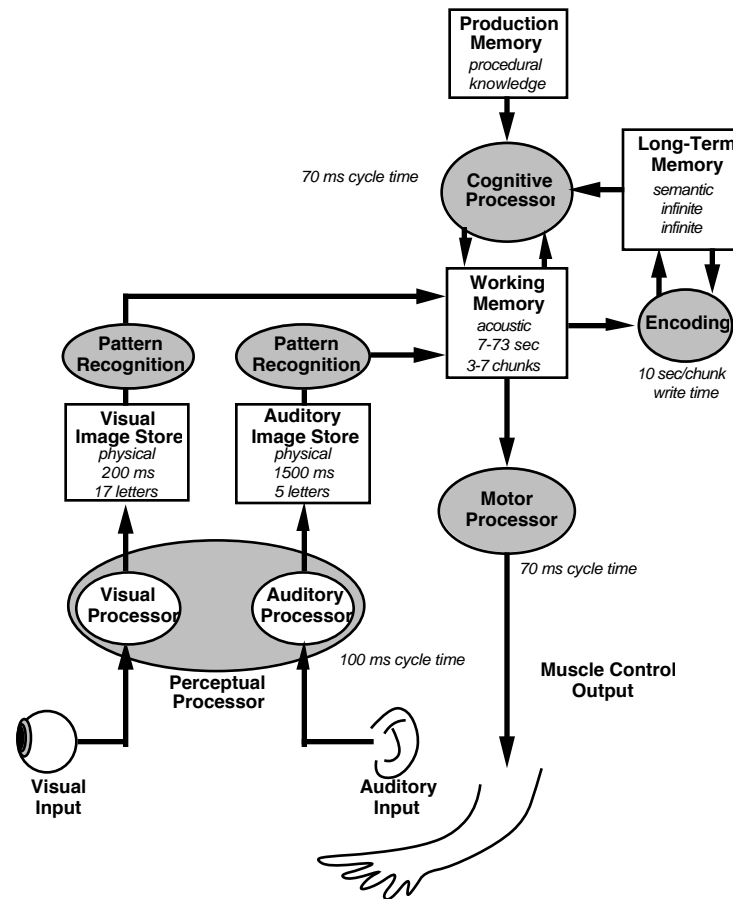 Production
Memory
procedural
knowledge
70 ms cycle time
Cognitive
Processor
Long-Term
Memory
semantic
infinite
infinite
Working
Memory
acoustic
7-73 sec
3-7 chunks
Encoding
10 sec/chunk
write time
Pattern
Recognition
Pattern
Recognition
Visual
Image Store
physical
200 ms
17 letters
Auditory
Image Store
physical
1500 ms
5 letters
Motor
Processor
70 ms cycle time
Visual
Processor
Auditory
Processor
100 ms cycle time
Perceptual
Processor
Muscle Control
Output
Visual
Input
Auditory
Input